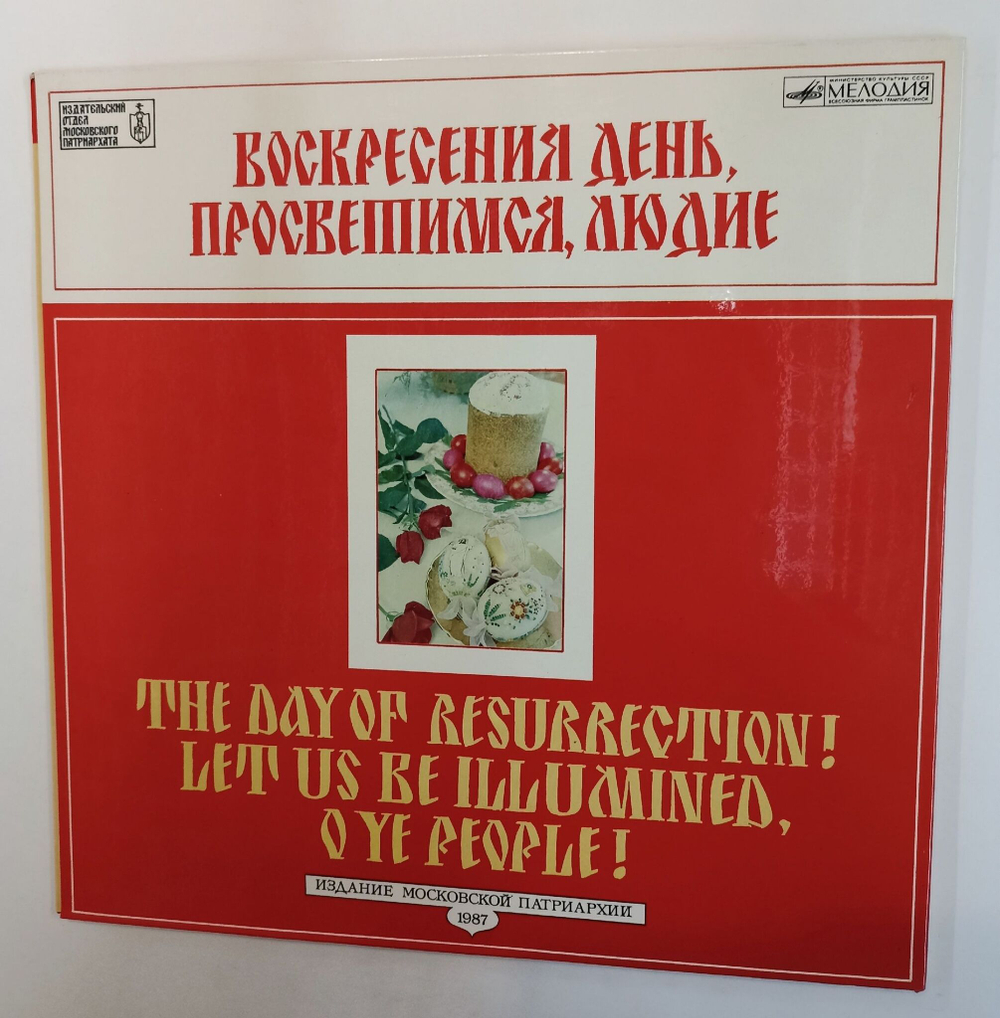 ИЗДАТЕЛЬСКИЙ
ОТДЕЛ
МОСКОВСКОГО
ПАТРИАРХАТА
МИНИСТЕРСТВО КУЛЬТУРЫ СССР
МЕЛОДИЯ
ВСЕСОЮЗНАЯ ФИРМА ГРАМПЛАСТИНОК
ВОСКРЕСЕНИЯ ДЕНЬ,
ПРОСВЕТИМСЯ, ЛЮДИЕ
THE DAY OF RESURRECTION!
LET US BE ILLUMINED,
O YE PEOPLE!
ИЗДАНИЕ МОСКОВСКОЙ ПАТРИАРХИИ
1987